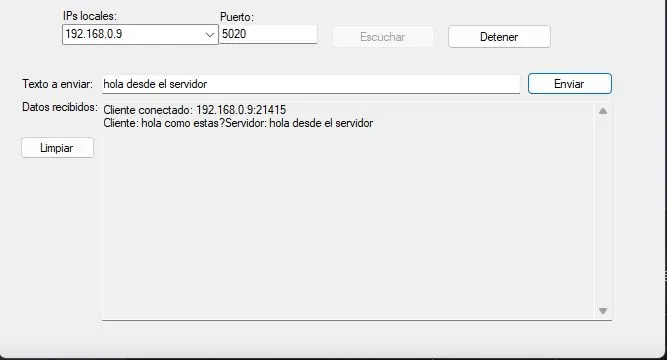 IPs locales:
Puerto:
192.168.0.9
5020
Escuchar
Detener
Texto a enviar:
hola desde el servidor
Enviar
Datos recibidos:
Cliente conectado: 192.168.0.9:21415
Cliente: hola como estas?Servidor: hola desde el servidor
Limpiar